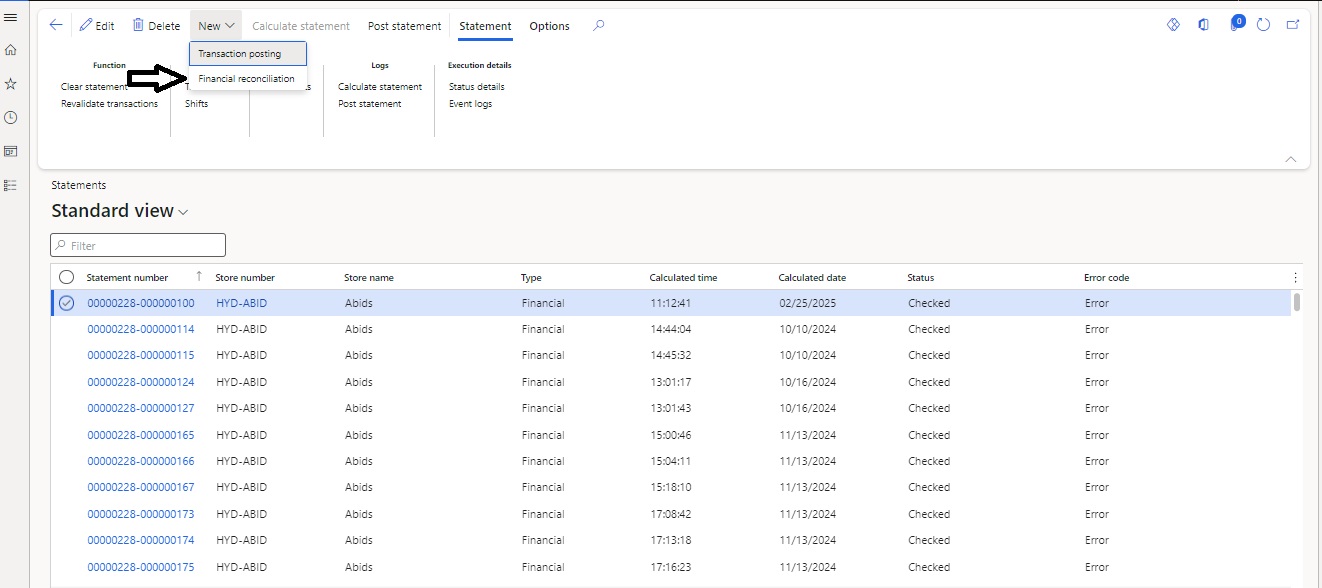 Edit Delete New Calculate statement Post statement Statement Options 0
Transaction posting
Financial reconciliation
Function Logs Execution details
Clear statement Calculate statement Status details
Revalidate transactions Shifts Post statement Event logs
Statements
Standard view
Filter
Statement number Store number Store name Type Calculated time Calculated date Status Error code
00000228-000000100 HYD-ABID Abids Financial 11:12:41 02/25/2025 Checked Error
00000228-000000114 HYD-ABID Abids Financial 14:44:04 10/10/2024 Checked Error
00000228-000000115 HYD-ABID Abids Financial 14:45:32 10/10/2024 Checked Error
00000228-000000124 HYD-ABID Abids Financial 13:01:17 10/16/2024 Checked Error
00000228-000000127 HYD-ABID Abids Financial 13:01:43 10/16/2024 Checked Error
00000228-000000165 HYD-ABID Abids Financial 15:00:46 11/13/2024 Checked Error
00000228-000000166 HYD-ABID Abids Financial 15:04:11 11/13/2024 Checked Error
00000228-000000167 HYD-ABID Abids Financial 15:18:10 11/13/2024 Checked Error
00000228-000000173 HYD-ABID Abids Financial 17:08:42 11/13/2024 Checked Error
00000228-000000174 HYD-ABID Abids Financial 17:13:18 11/13/2024 Checked Error
00000228-000000175 HYD-ABID Abids Financial 17:16:23 11/13/2024 Checked Error